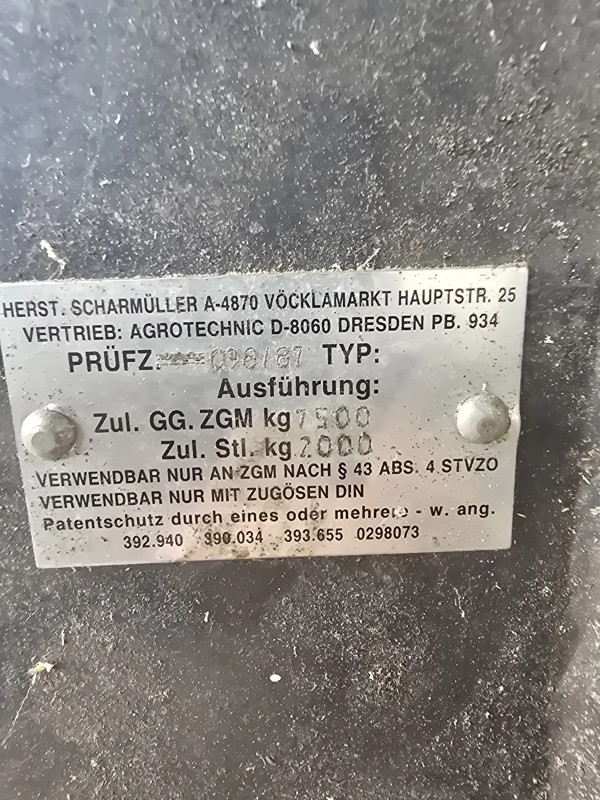 HERST. SCHARMÜLLER A-4870 VÖCKLAMARKT HAUPTSTR. 25
VERTRIEB: AGROTECHNIC D-8060 DRESDEN PB. 934
PRÜFZ. 098/87 TYP:
Ausführung:
Zul. GG. ZGM kg 7500
Zul. Stl. kg 2000
VERWENDBAR NUR AN ZGM NACH § 43 ABS. 4 STVZO
VERWENDBAR NUR MIT ZUGÖSEN DIN
Patentschutz durch eines oder mehrere - w. ang.
392.940 390.034 393.655 0298073